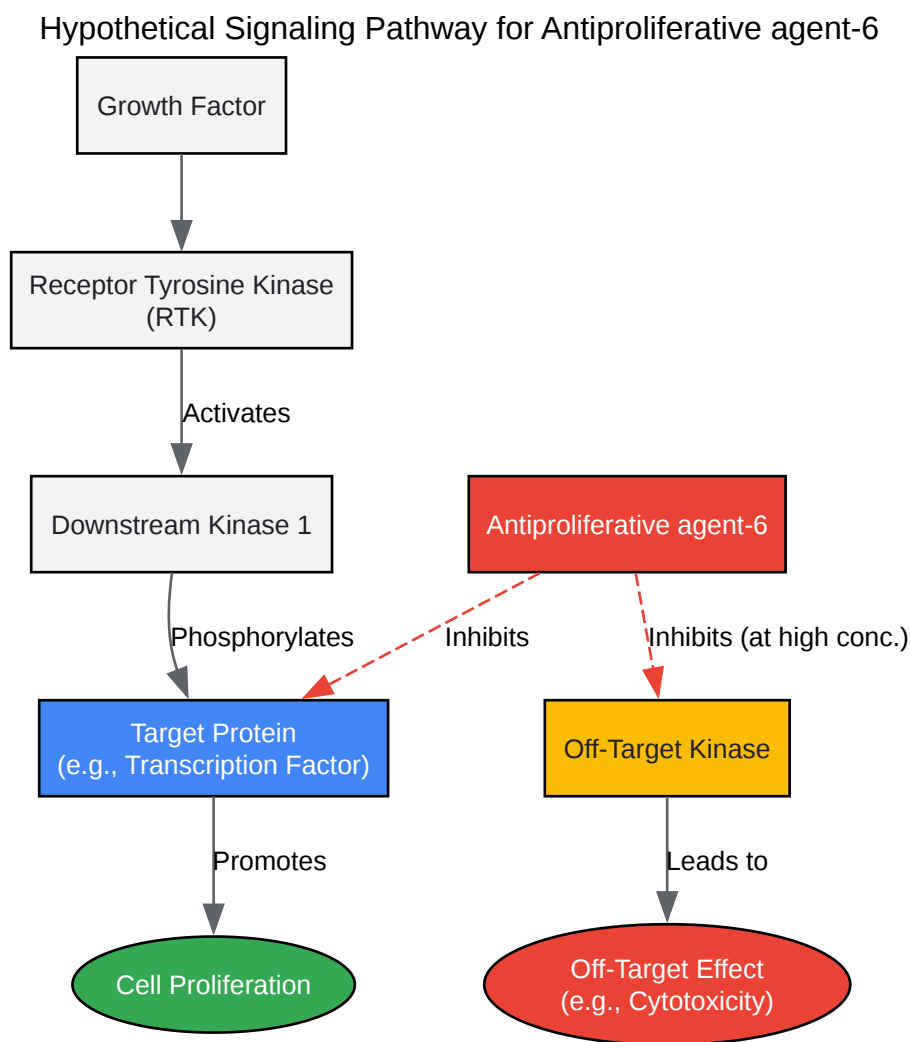 Hypothetical Signaling Pathway for Antiproliferative agent-6
Growth Factor
Receptor Tyrosine Kinase
(RTK)
Activates
Downstream Kinase 1
Antiproliferative agent-6
Phosphorylates
Inhibits
Inhibits (at high conc.)
Target Protein
(e.g., Transcription Factor)
Off-Target Kinase
Promotes
Leads to
Cell Proliferation
Off-Target Effect
(e.g., Cytotoxicity)